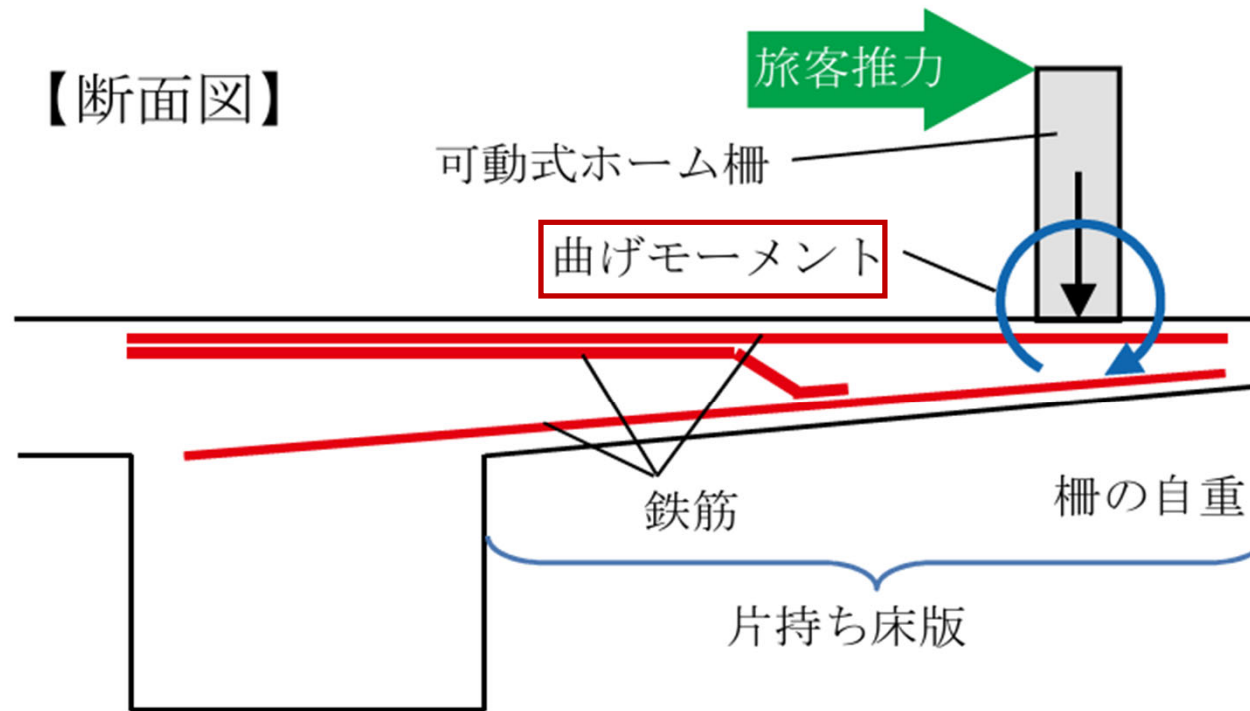 旅客推力
【断面図】
可動式ホーム柵
曲げモーメント
鉄筋
柵の自重
片持ち床版